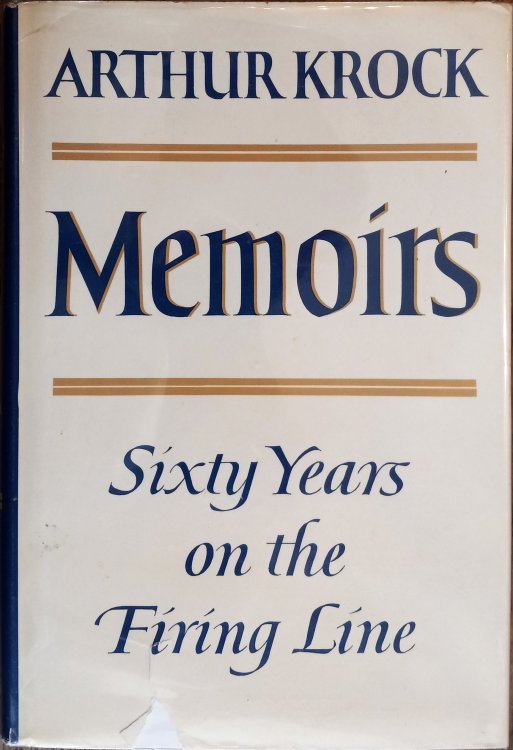 ARTHUR KROCK
Memoirs
Sixty Years
on the
Firing Line